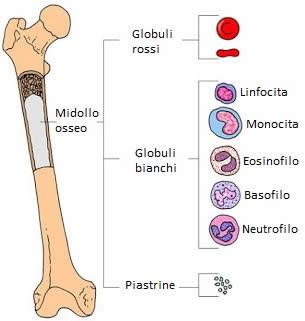 Globuli
rossi
Midollo
osseo
Globuli
bianchi
Linfocita
Monocita
Eosinofilo
Basofilo
Neutrofilo
Piastrine